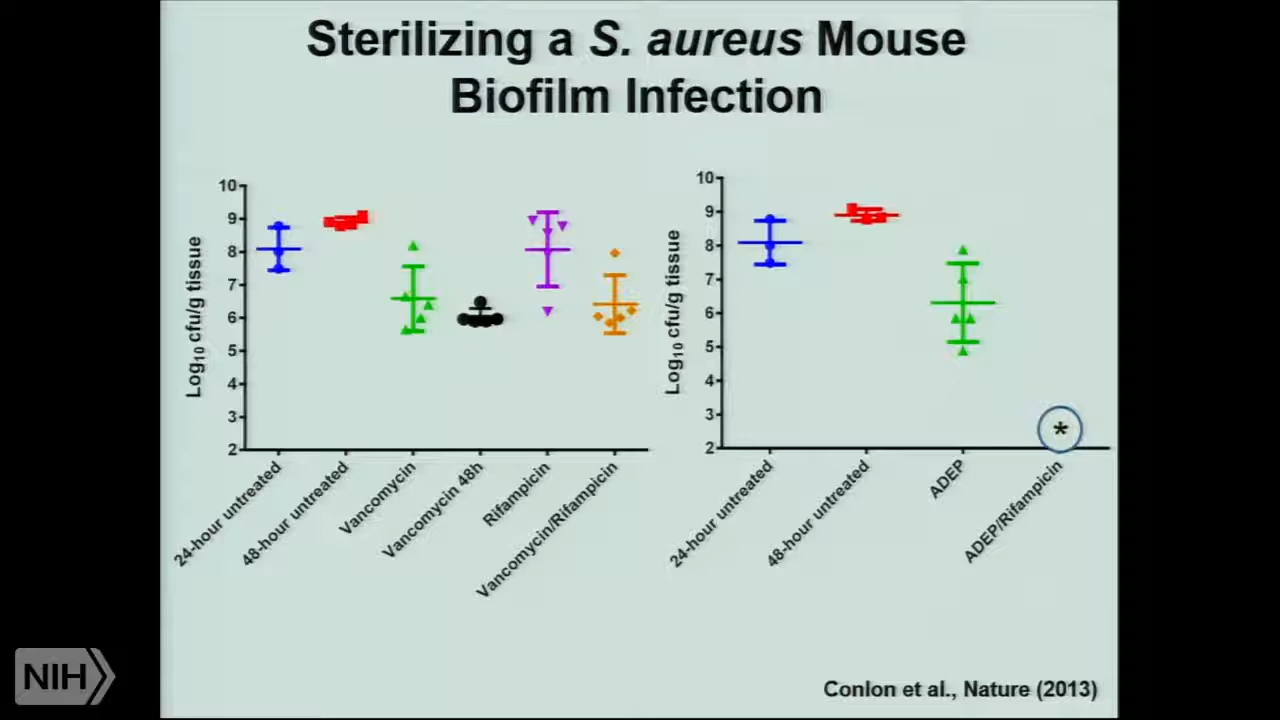 Sterilizing a S. aureus Mouse
Biofilm Infection
10
9
8
7
6
5
4
3
2
Log10 cfu/g tissue
24-hour untreated
48-hour untreated
Vancomycin
Vancomycin 48h
Rifampicin
Vancomycin/Rifampicin
10
9
8
7
6
5
4
3
2
Log10 cfu/g tissue
*
24-hour untreated
48-hour untreated
ADEP
ADEP/Rifampicin
NIH
Conlon et al., Nature (2013)